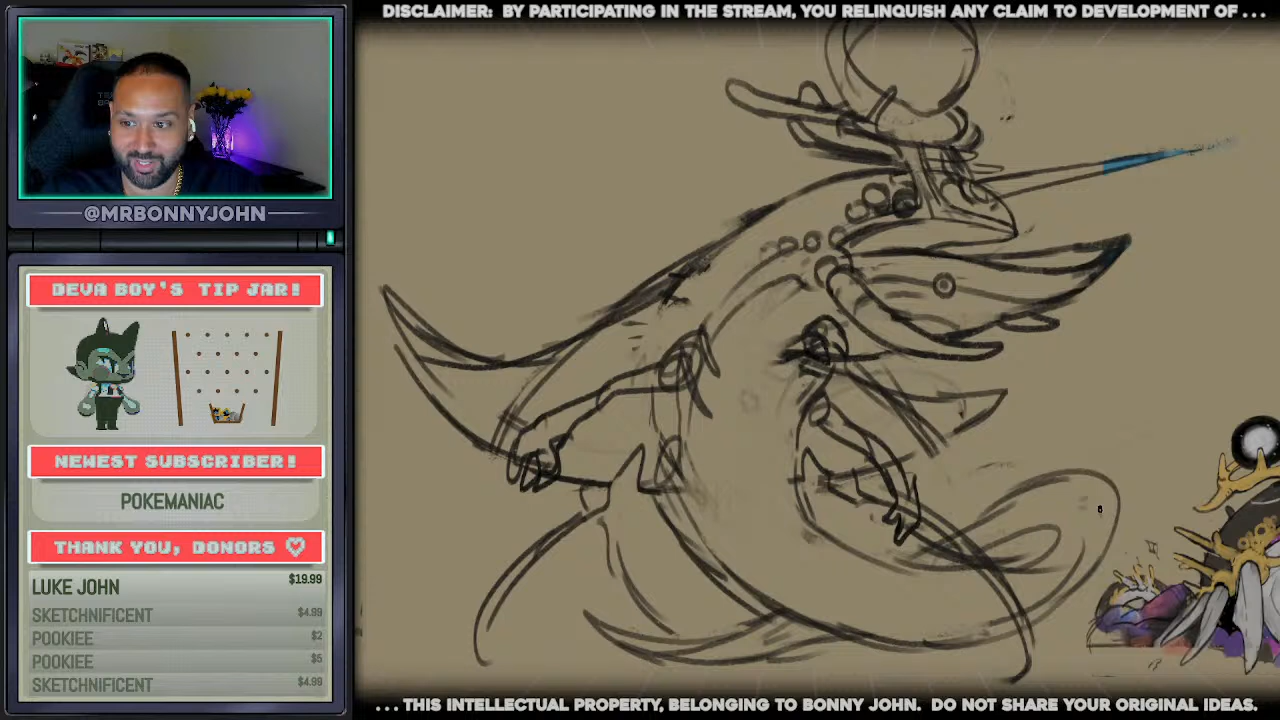 DISCLAIMER: BY PARTICIPATING IN THE STREAM, YOU RELINQUISH ANY CLAIM TO DEVELOPMENT OF . . .
@MRBONNYJOHN
DEVA BOY'S TIP JAR!
NEWEST SUBSCRIBER!
POKEMANIAC
THANK YOU, DONORS ♡
LUKE JOHN $19.99
SKETCHNIFICENT $4.99
POOKIEE $2
POOKIEE $5
SKETCHNIFICENT $4.99
. . . THIS INTELLECTUAL PROPERTY, BELONGING TO BONNY JOHN. DO NOT SHARE YOUR ORIGINAL IDEAS.